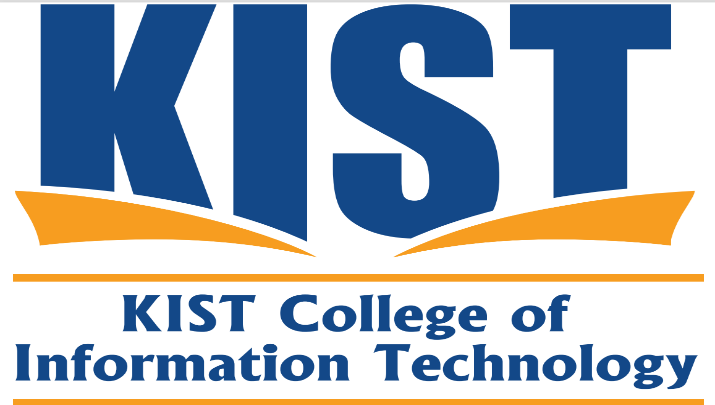 KIST
KIST College of
Information Technology